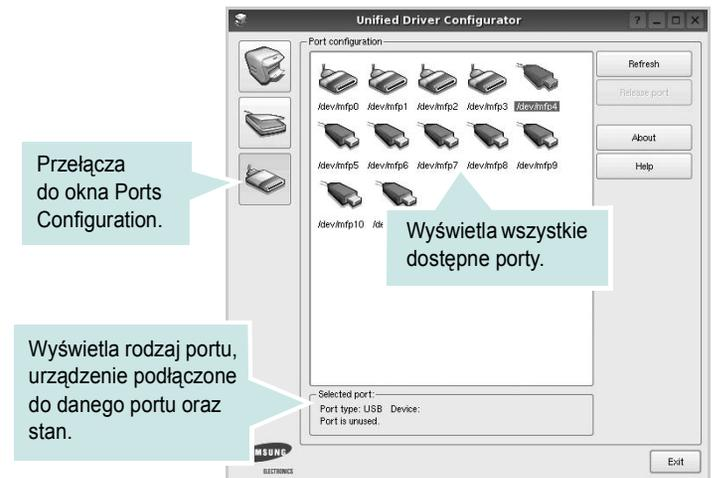 Unified Driver Configurator
Port configuration
/dev/mfp0 /dev/mfp1 /dev/mfp2 /dev/mfp3 /dev/mfp4
/dev/mfp5 /dev/mfp6 /dev/mfp7 /dev/mfp8 /dev/mfp9
/dev/mfp10
Refresh
Release port
About
Help
Przełącza
do okna Ports
Configuration.
Wyświetla wszystkie
dostępne porty.
Wyświetla rodzaj portu,
urządzenie podłączone
do danego portu oraz
stan.
Selected port:
Port type: USB Device:
Port is unused.
MSUNG
ELECTRONICS
Exit